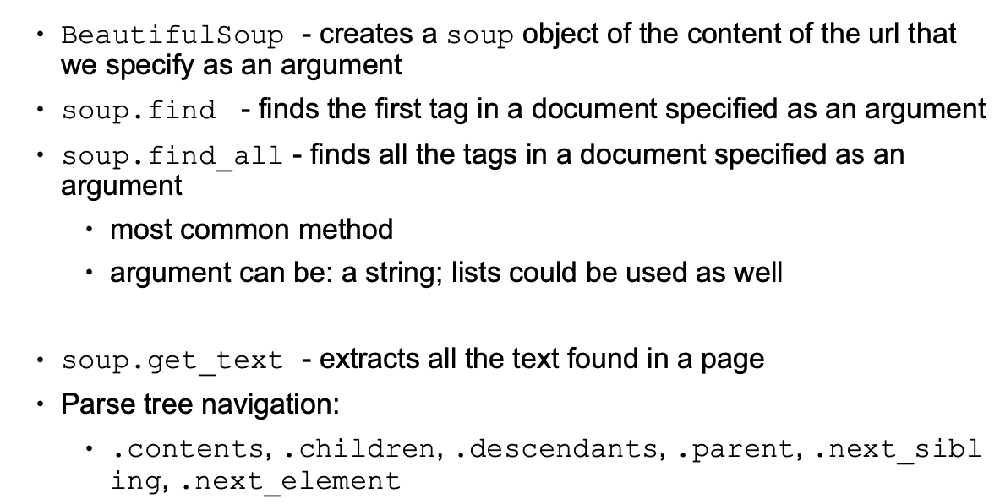 • BeautifulSoup - creates a soup object of the content of the url that
we specify as an argument
• soup.find - finds the first tag in a document specified as an argument
• soup.find_all - finds all the tags in a document specified as an
argument
• most common method
• argument can be: a string; lists could be used as well
• soup.get_text - extracts all the text found in a page
• Parse tree navigation:
• .contents, .children, .descendants, .parent, .next_sibl
ing, .next_element